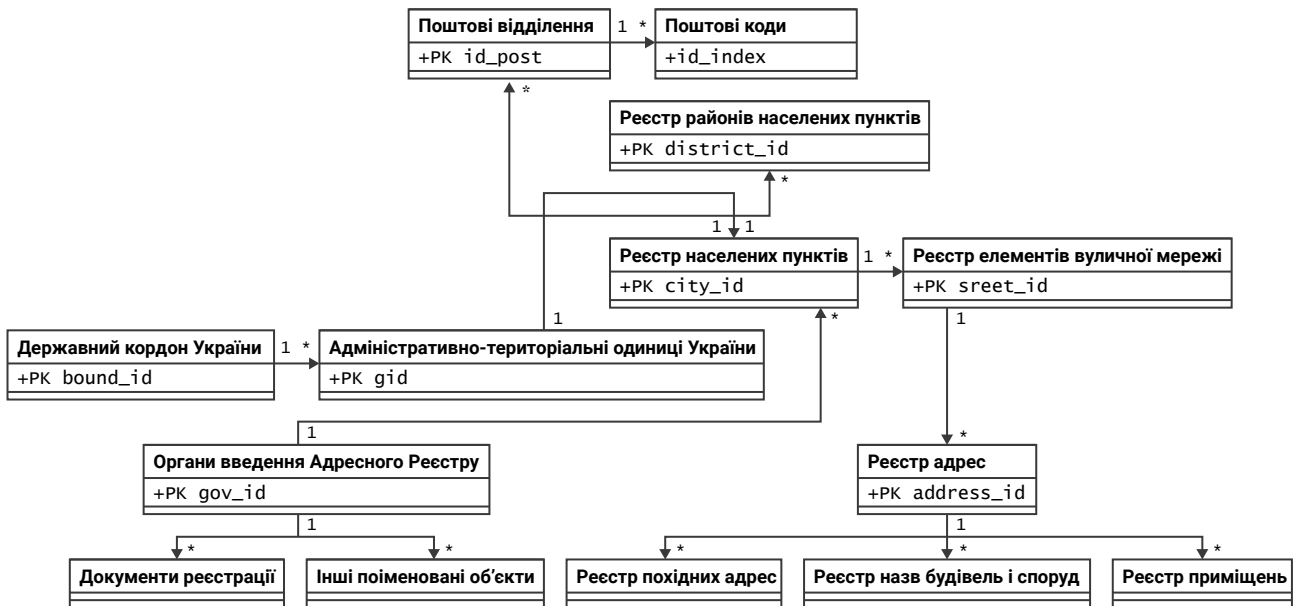 Поштові відділення
+PK id_post
1 *
Поштові коди
+id_index
*
Реєстр районів населених пунктів
+PK district_id
*
1 1
Реєстр населених пунктів
+PK city_id
1 *
Реєстр елементів вуличної мережі
+PK sreet_id
1
*
1
Державний кордон України
+PK bound_id
1 *
Адміністративно-територіальні одиниці України
+PK gid
1
Органи введення Адресного Реєстру
+PK gov_id
1
*
Реєстр адрес
+PK address_id
1
*
*
*
*
*
Документи реєстрації
Інші поіменовані об’єкти
Реєстр похідних адрес
Реєстр назв будівель і споруд
Реєстр приміщень